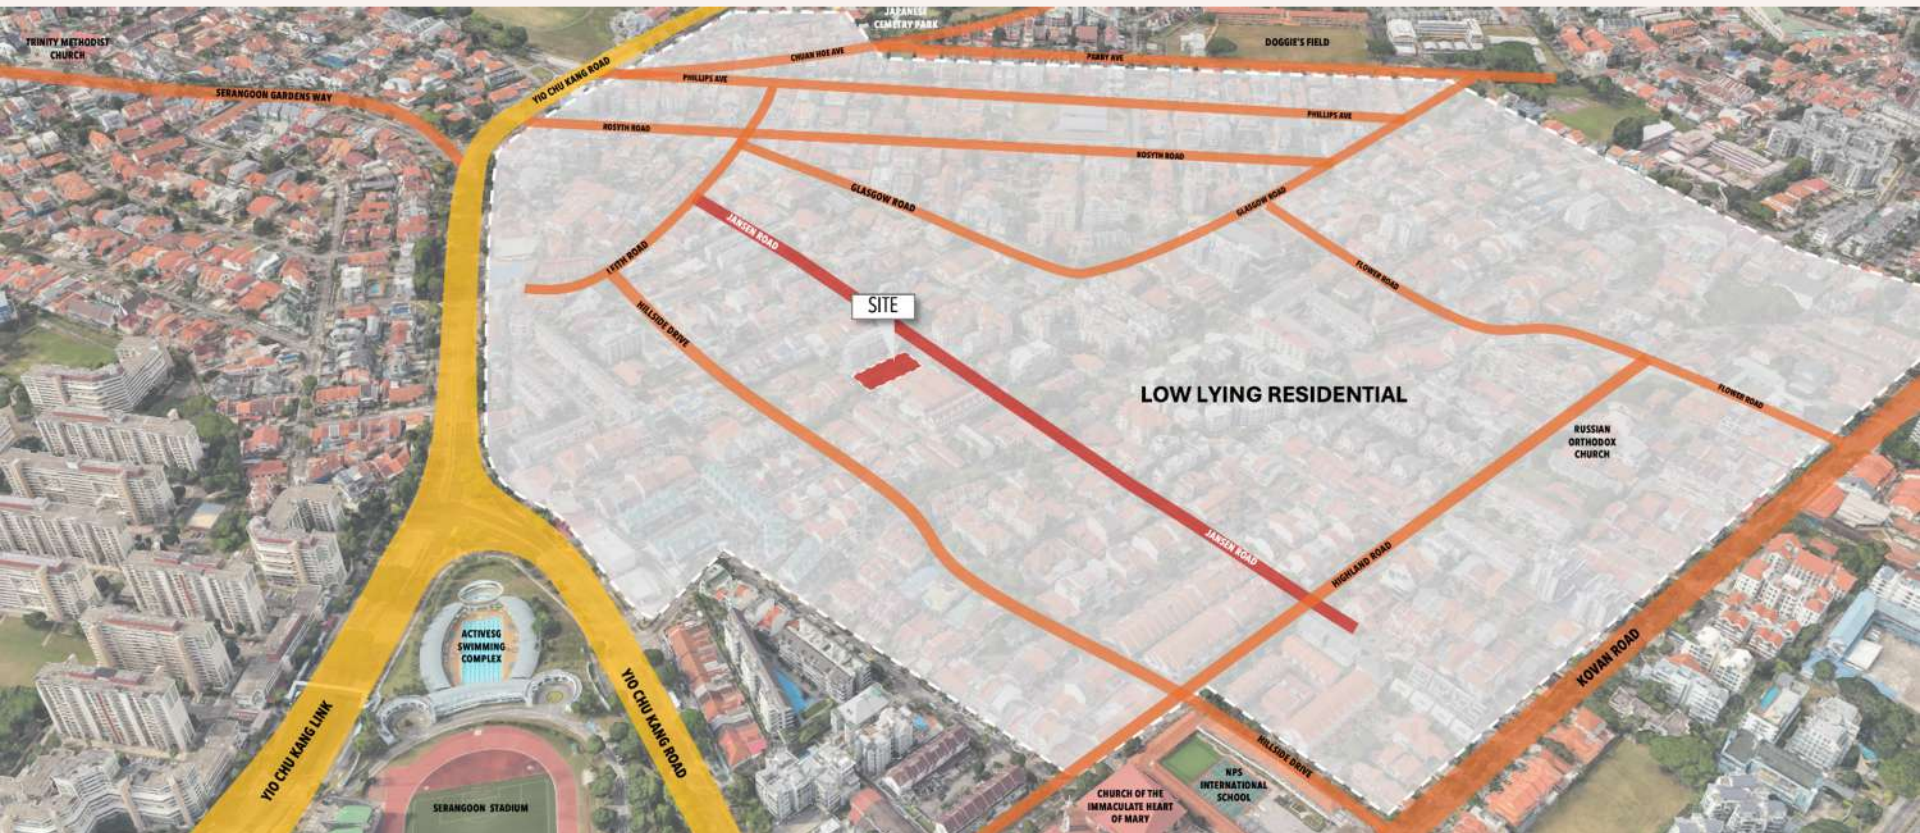 JAPANESE
CEMETRY PARK
TRINITY METHODIST
CHURCH
DOGGIE'S FIELD
CHUAN HOE AVE
PARRY AVE
YIO CHU KANG ROAD
PHILLIPS AVE
SERANGOON GARDENS WAY
PHILLIPS AVE
ROSYTH ROAD
ROSYTH ROAD
GLASGOW ROAD
GLASGOW ROAD
JANSEN ROAD
LEITH ROAD
FLOWER ROAD
SITE
HILLSIDE DRIVE
LOW LYING RESIDENTIAL
FLOWER ROAD
RUSSIAN
ORTHODOX
CHURCH
JANSEN ROAD
HIGHLAND ROAD
ACTIVESG
SWIMMING
COMPLEX
KOVAN ROAD
YIO CHU KANG LINK
YIO CHU KANG ROAD
HILLSIDE DRIVE
NPS
INTERNATIONAL
SCHOOL
CHURCH OF THE
IMMACULATE HEART
OF MARY
SERANGOON STADIUM